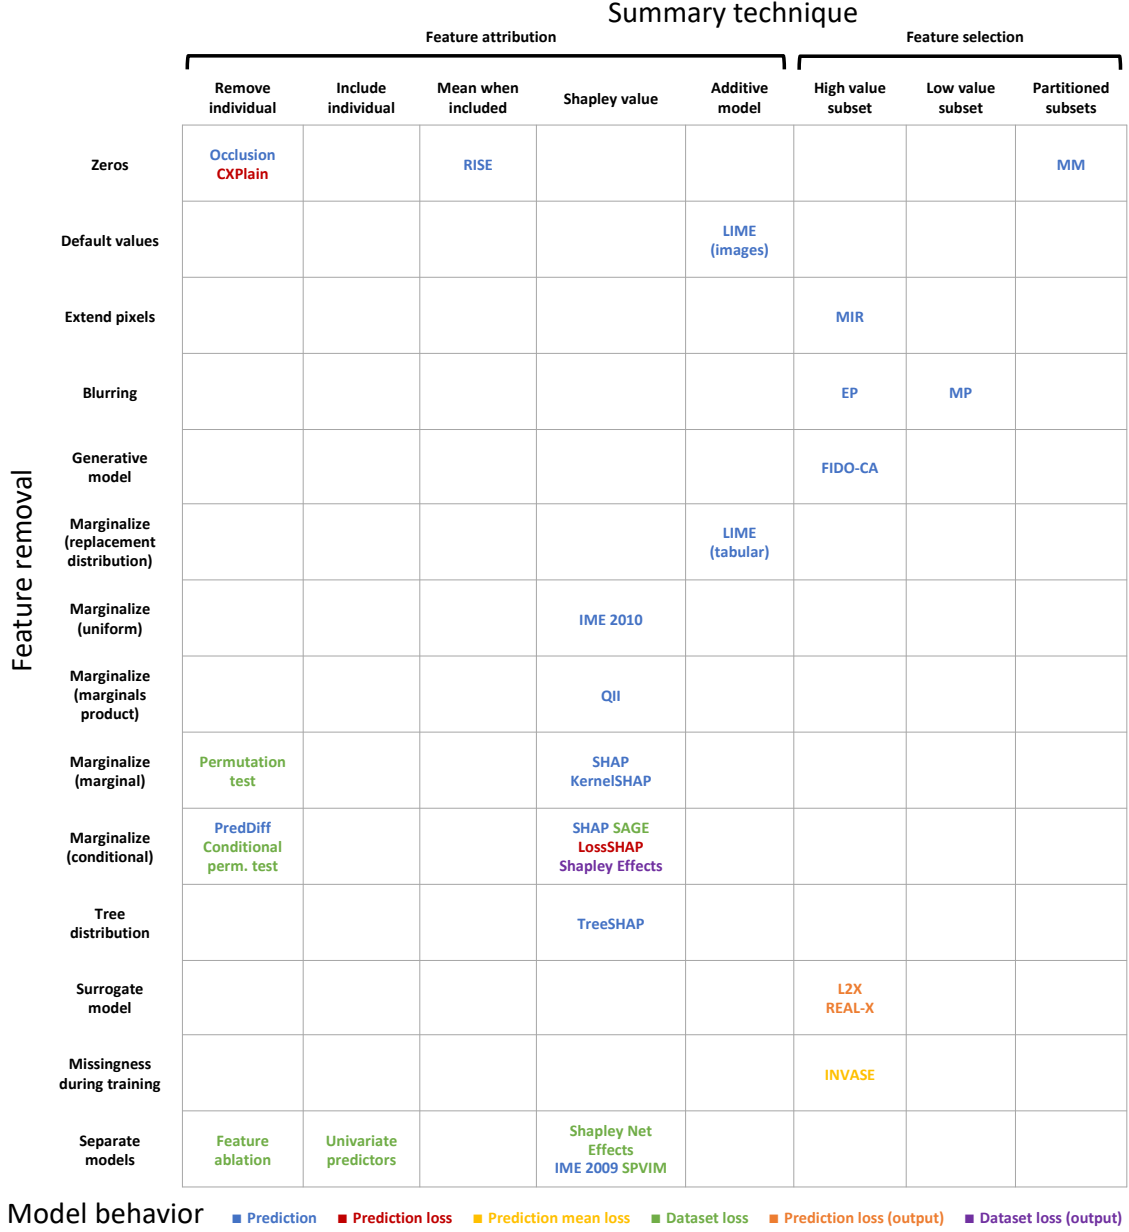 Summary technique
Feature attribution
Feature selection
Remove individual
Include individual
Mean when included
Shapley value
Additive model
High value subset
Low value subset
Partitioned subsets
Feature removal
Zeros
Occlusion
CXPlain
RISE
MM
Default values
LIME
(images)
Extend pixels
MIR
Blurring
EP
MP
Generative
model
FIDO-CA
Marginalize
(replacement
distribution)
LIME
(tabular)
Marginalize
(uniform)
IME 2010
Marginalize
(marginals
product)
QII
Marginalize
(marginal)
Permutation
test
SHAP
KernelSHAP
Marginalize
(conditional)
PredDiff
Conditional
perm. test
SHAP SAGE
LossSHAP
Shapley Effects
Tree
distribution
TreeSHAP
Surrogate
model
L2X
REAL-X
Missingness
during training
INVASE
Separate
models
Feature
ablation
Univariate
predictors
Shapley Net
Effects
IME 2009 SPVIM
Model behavior
Prediction
Prediction loss
Prediction mean loss
Dataset loss
Prediction loss (output)
Dataset loss (output)